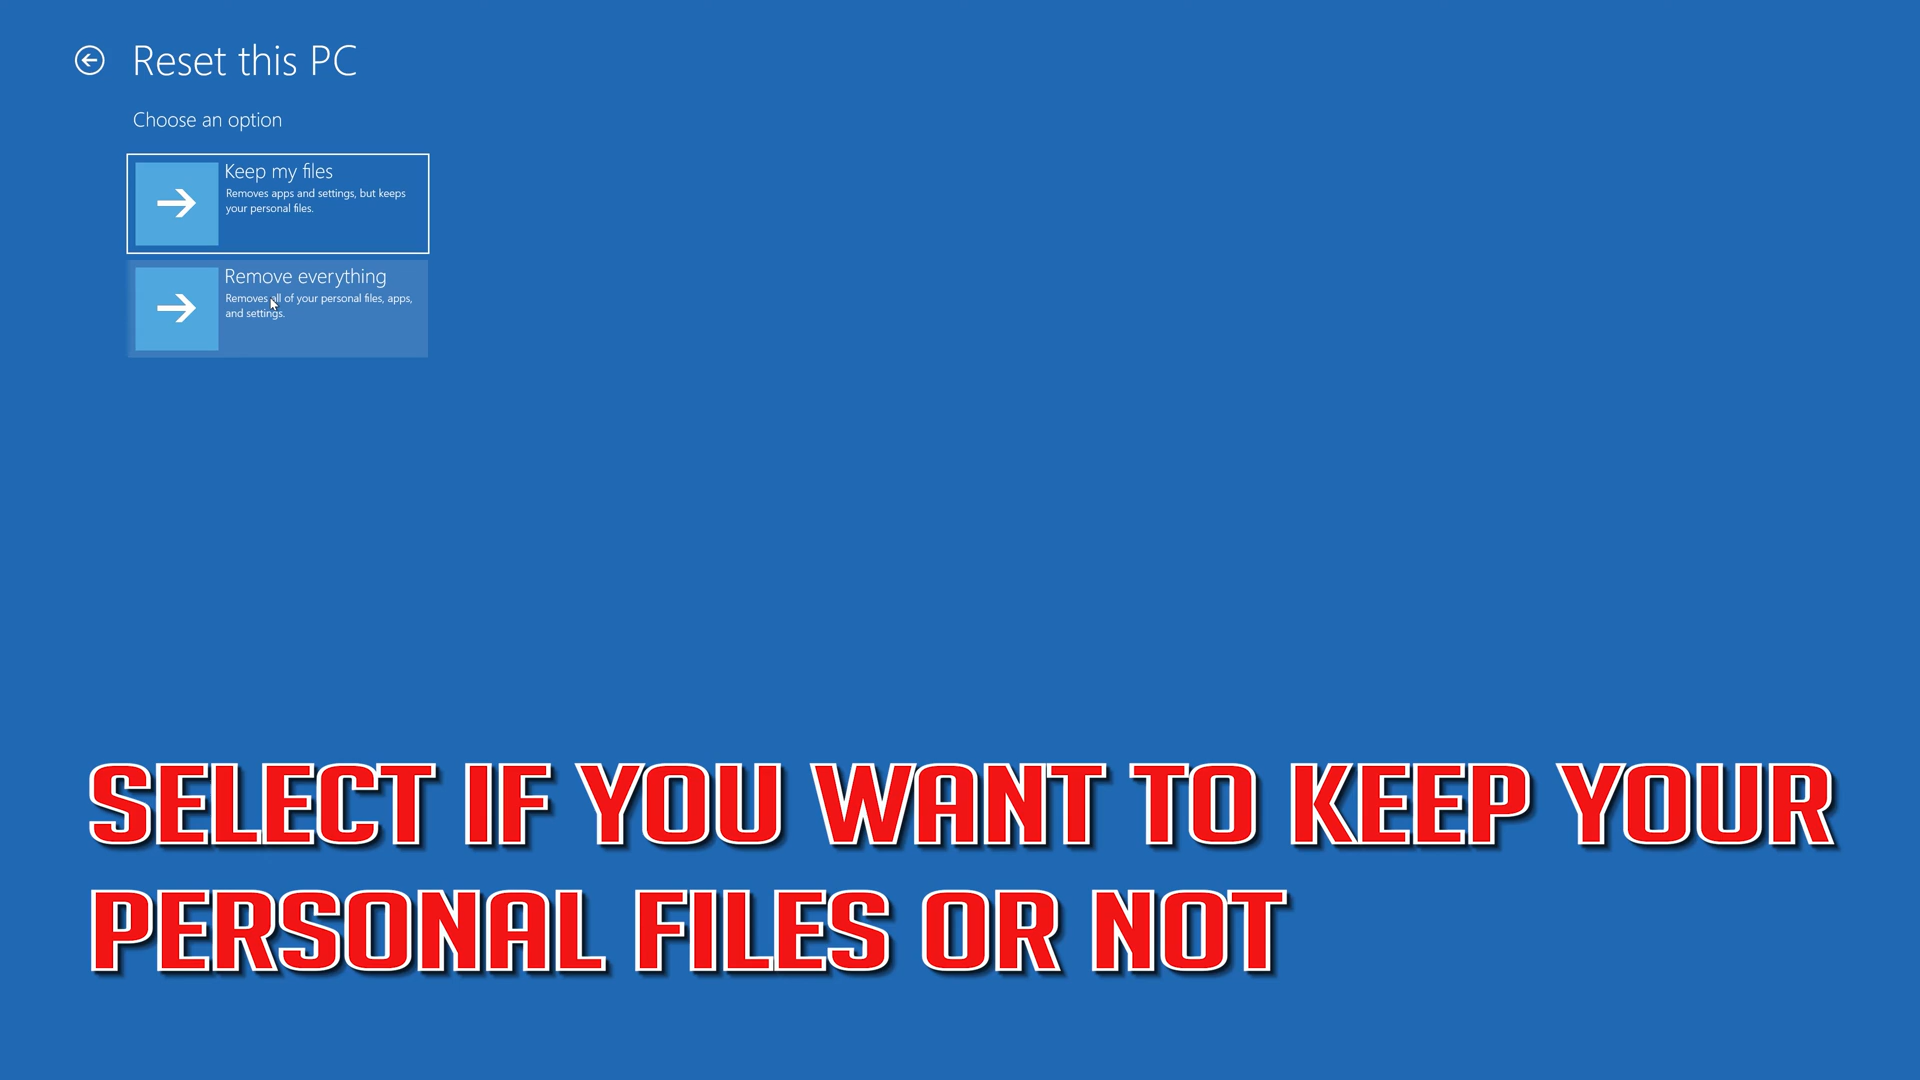 Reset this PC
Choose an option
Keep my files
Removes apps and settings, but keeps
your personal files.
Remove everything
Removes all of your personal files, apps,
and settings.
SELECT IF YOU WANT TO KEEP YOUR
PERSONAL FILES OR NOT